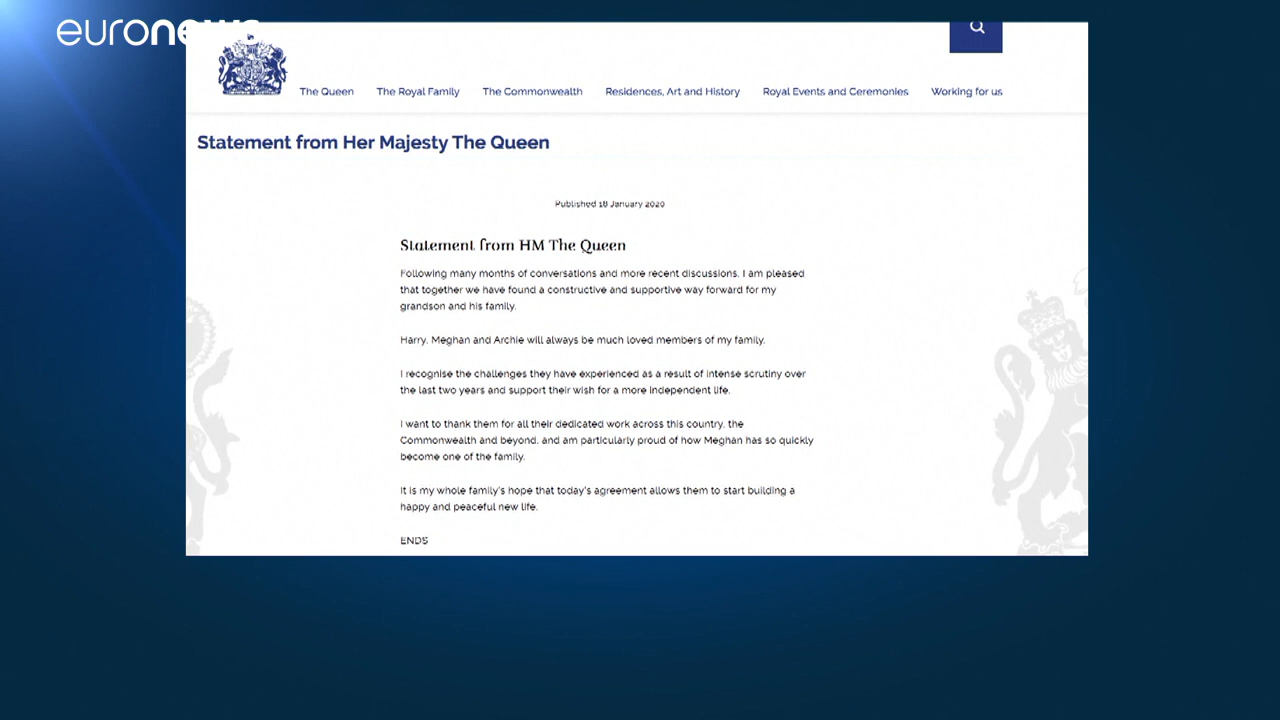 euronews
The Queen The Royal Family The Commonwealth Residences, Art and History Royal Events and Ceremonies Working for us
Statement from Her Majesty The Queen
Published 18 January 2020
Statement from HM The Queen
Following many months of conversations and more recent discussions, I am pleased
that together we have found a constructive and supportive way forward for my
grandson and his family.
Harry, Meghan and Archie will always be much loved members of my family.
I recognise the challenges they have experienced as a result of intense scrutiny over
the last two years and support their wish for a more independent life.
I want to thank them for all their dedicated work across this country, the
Commonwealth and beyond, and am particularly proud of how Meghan has so quickly
become one of the family.
It is my whole family's hope that today's agreement allows them to start building a
happy and peaceful new life.
ENDS